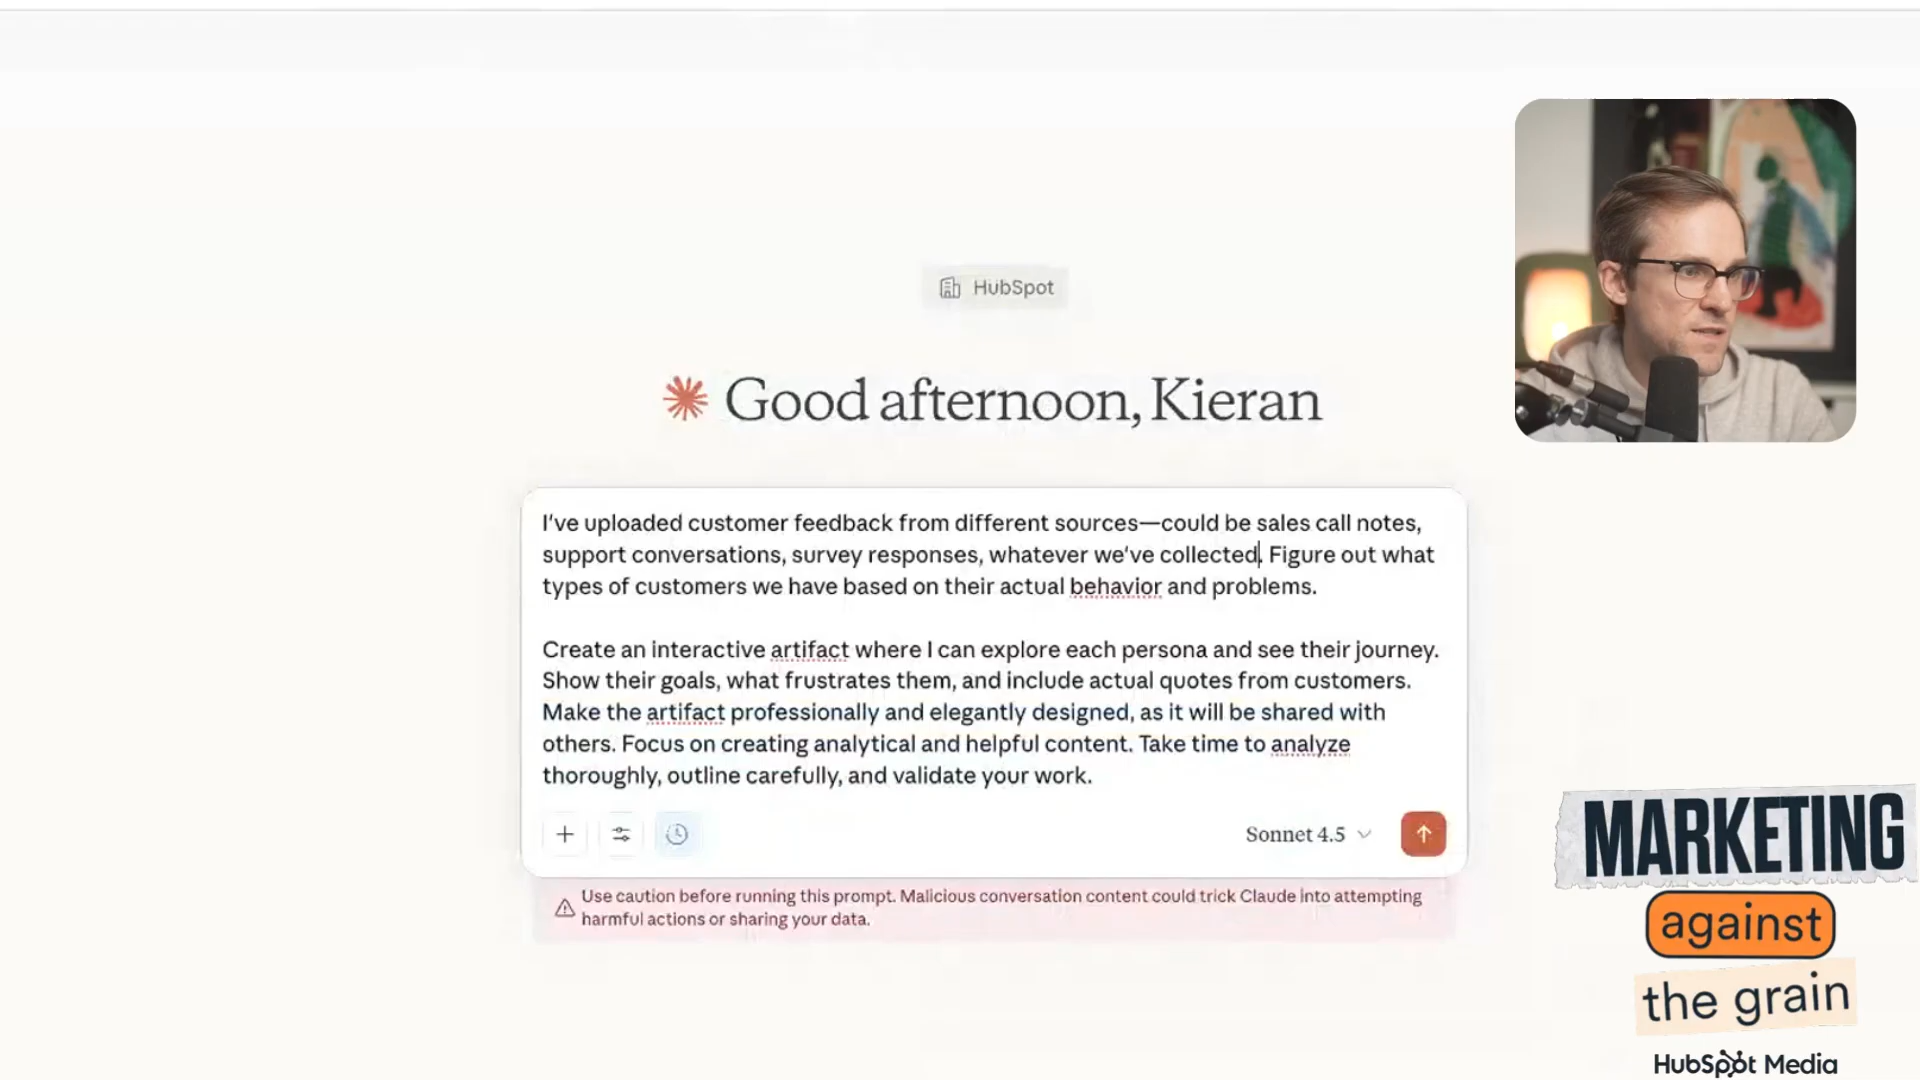 HubSpot
Good afternoon, Kieran
I've uploaded customer feedback from different sources—could be sales call notes,
support conversations, survey responses, whatever we've collected. Figure out what
types of customers we have based on their actual behavior and problems.
Create an interactive artifact where I can explore each persona and see their journey.
Show their goals, what frustrates them, and include actual quotes from customers.
Make the artifact professionally and elegantly designed, as it will be shared with
others. Focus on creating analytical and helpful content. Take time to analyze
thoroughly, outline carefully, and validate your work.
Sonnet 4.5
Use caution before running this prompt. Malicious conversation content could trick Claude into attempting
harmful actions or sharing your data.
MARKETING
against
the grain
HubSpot Media